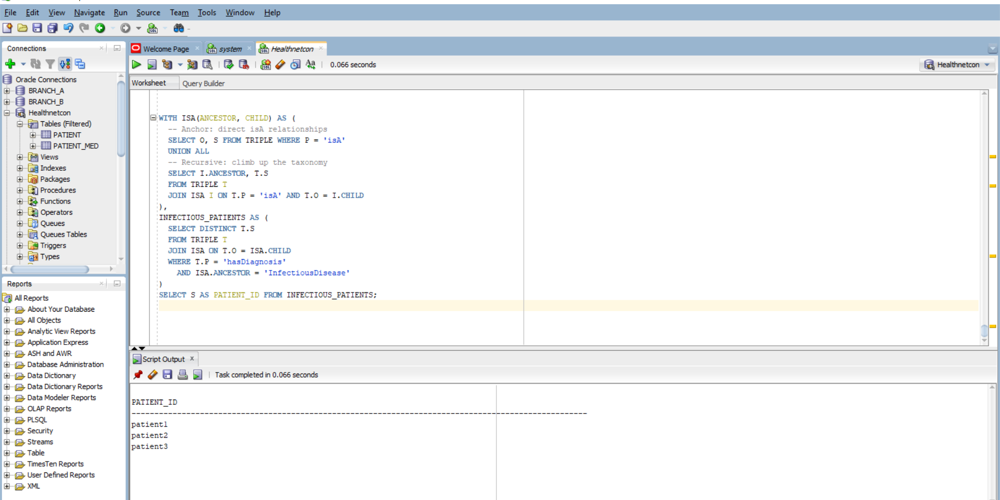 File Edit View Navigate Run Source Team Tools Window Help
Connections
Oracle Connections
BRANCH_A
BRANCH_B
Healthnetcon
Tables (Filtered)
PATIENT
PATIENT_MED
Views
Indexes
Packages
Procedures
Functions
Operators
Queues
Queues Tables
Triggers
Types
Reports
All Reports
About Your Database
All Objects
Analytic View Reports
Application Express
ASH and AWR
Database Administration
Data Dictionary
Data Dictionary Reports
Data Modeler Reports
OLAP Reports
PLSQL
Security
Streams
Table
TimesTen Reports
User Defined Reports
XML
Welcome Page system Healthnetcon
0.066 seconds
Healthnetcon
Worksheet Query Builder
WITH ISA(ANCESTOR, CHILD) AS (
-- Anchor: direct isA relationships
SELECT O, S FROM TRIPLE WHERE P = 'isA'
UNION ALL
-- Recursive: climb up the taxonomy
SELECT I.ANCESTOR, T.S
FROM TRIPLE T
JOIN ISA I ON T.P = 'isA' AND T.O = I.CHILD
),
INFECTIOUS_PATIENTS AS (
SELECT DISTINCT T.S
FROM TRIPLE T
JOIN ISA ON T.O = ISA.CHILD
WHERE T.P = 'hasDiagnosis'
AND ISA.ANCESTOR = 'InfectiousDisease'
)
SELECT S AS PATIENT_ID FROM INFECTIOUS_PATIENTS;
Script Output x
Task completed in 0.066 seconds
PATIENT_ID
----------------------------------------------------------------------------------------------------
patient1
patient2
patient3